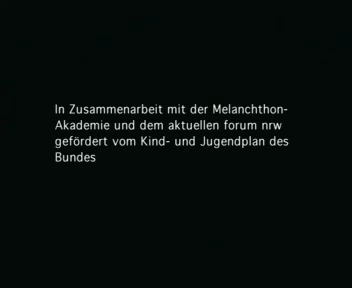 In Zusammenarbeit mit der Melanchthon-
Akademie und dem aktuellen forum nrw
gefördert vom Kind- und Jugendplan des
Bundes